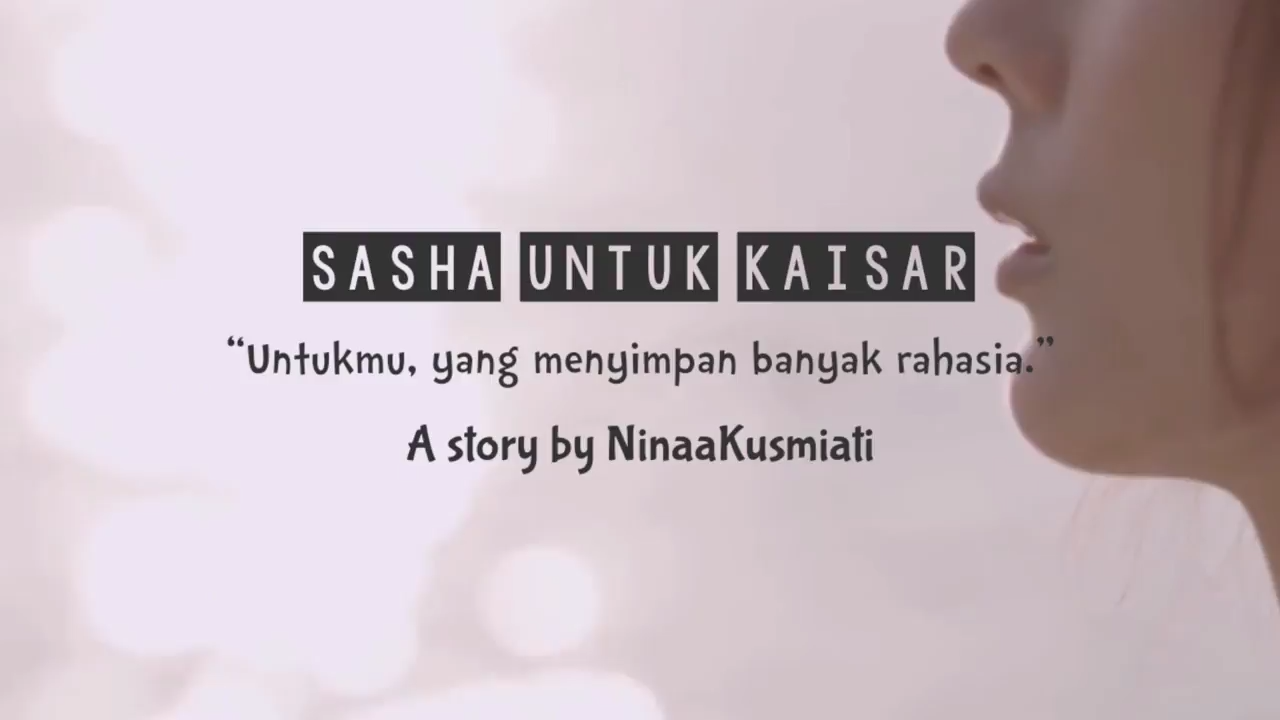 SASHA UNTUK KAISAR
“Untukmu, yang menyimpan banyak rahasia.”
A story by NinaaKusmiati